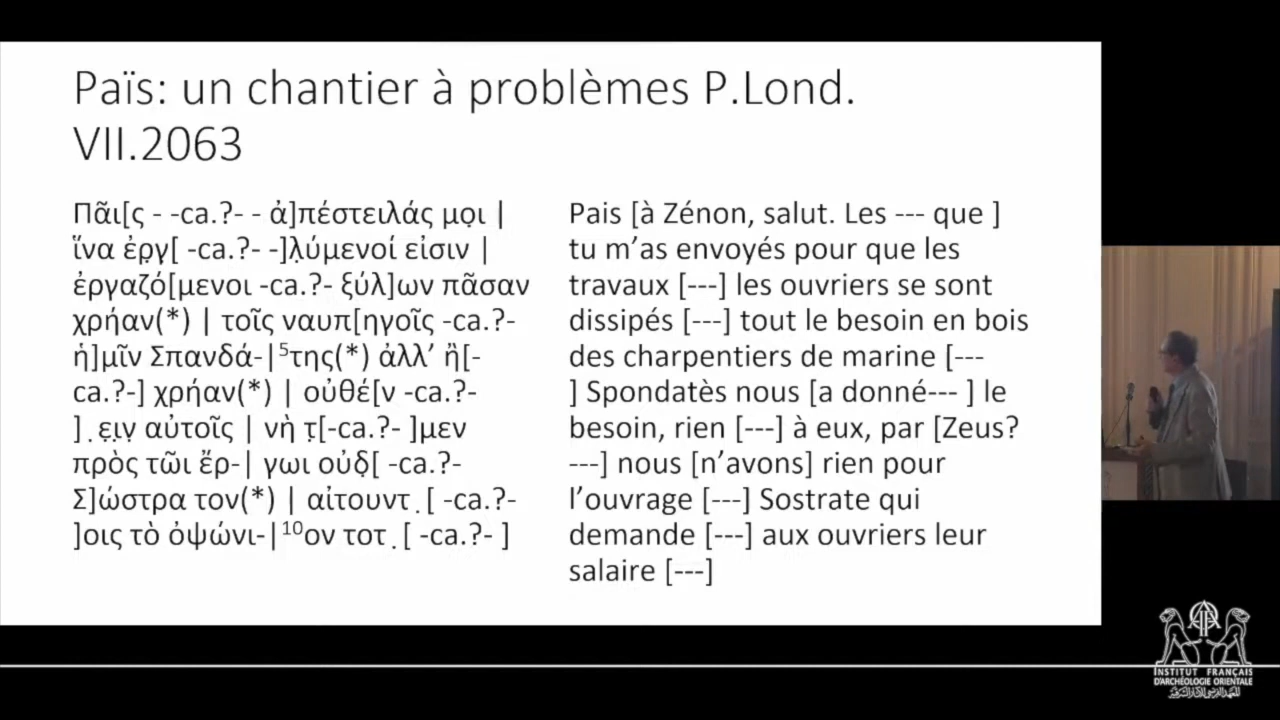 Païs: un chantier à problèmes P.Lond.
VII.2063
Πᾶι[ς - -ca.?- - ἀ]πέστειλάς μο̣ι |
ἵνα ἐρ̣γ[ -ca.?- -]λ̣ύμενοί εἰσιν |
ἐργαζό[μενοι -ca.?- ξύλ]ων πᾶσαν
χρήαν(*) | τοῖς ναυπ[ηγοῖς -ca.?-
ἡ]μῖν Σπανδά-|⁵της(*) ἀλλ’ ἢ[-
ca.?-] χρήαν(*) | οὐθέ[ν -ca.?-
] ̣ε̣ιν̣ αὐτοῖς | νὴ τ̣[-ca.?- ]μεν
πρὸς τῶι ἔρ-| γωι οὐδ̣[ -ca.?-
Σ]ώστρα τον(*) | αἰτουντ ̣[ -ca.?-
]οις τὸ ὀψώνι-|¹⁰ον τοτ ̣[ -ca.?- ]
Pais [à Zénon, salut. Les --- que ]
tu m’as envoyés pour que les
travaux [---] les ouvriers se sont
dissipés [---] tout le besoin en bois
des charpentiers de marine [---
] Spondatès nous [a donné--- ] le
besoin, rien [---] à eux, par [Zeus?
---] nous [n’avons] rien pour
l’ouvrage [---] Sostrate qui
demande [---] aux ouvriers leur
salaire [---]
INSTITUT FRANÇAIS
D'ARCHÉOLOGIE ORIENTALE